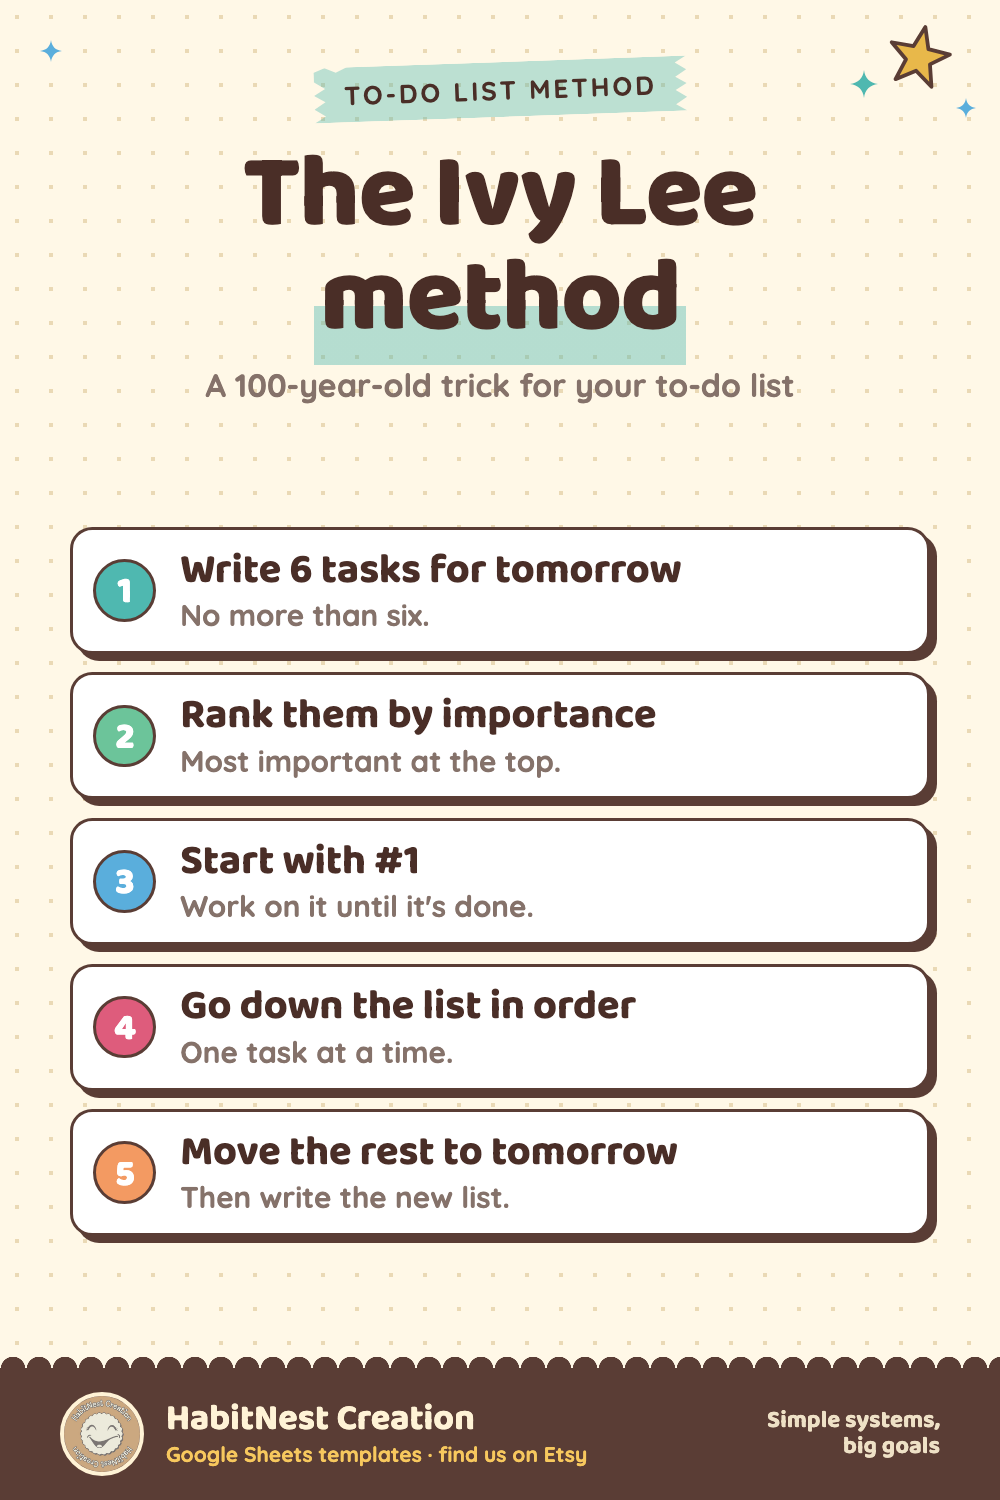 TO-DO LIST METHOD
The Ivy Lee
method
A 100-year-old trick for your to-do list
1
Write 6 tasks for tomorrow
No more than six.
2
Rank them by importance
Most important at the top.
3
Start with #1
Work on it until it's done.
4
Go down the list in order
One task at a time.
5
Move the rest to tomorrow
Then write the new list.
HabitNest Creation
HabitNest Creation
Google Sheets templates · find us on Etsy
Simple systems,
big goals